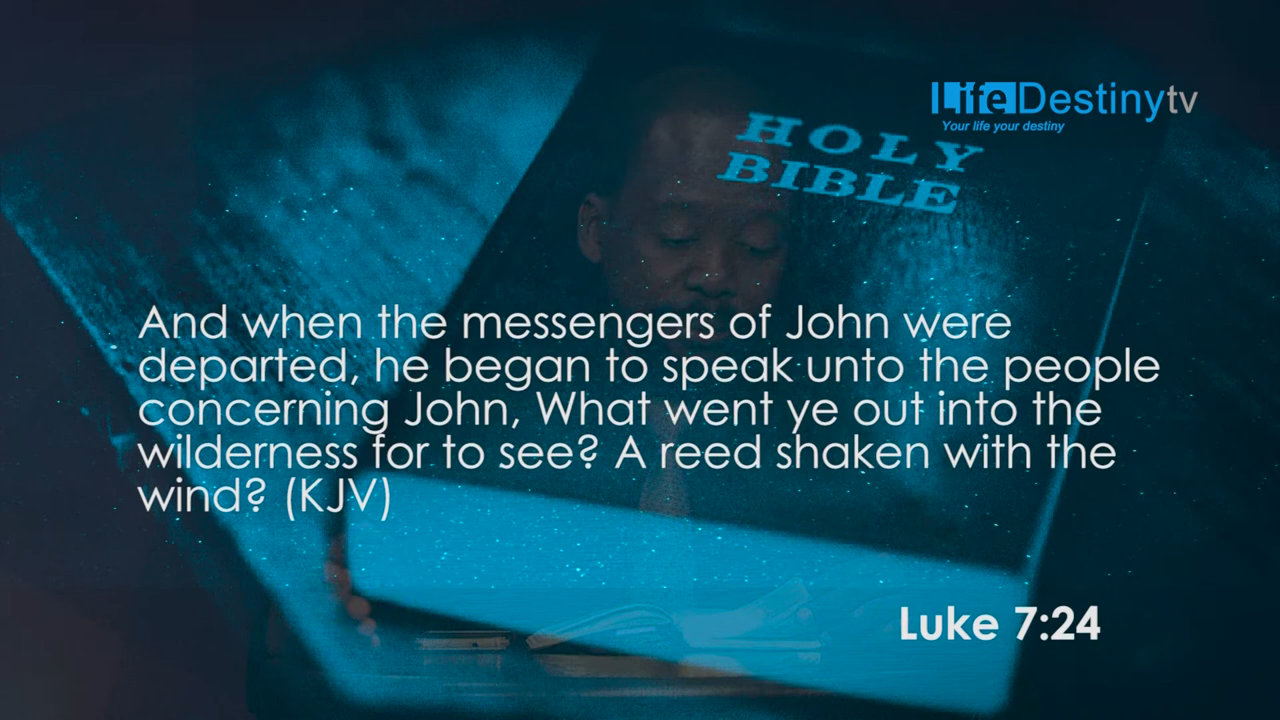 LifeDestinytv
Your life your destiny
HOLY
BIBLE
And when the messengers of John were
departed, he began to speak unto the people
concerning John, What went ye out into the
wilderness for to see? A reed shaken with the
wind? (KJV)
Luke 7:24